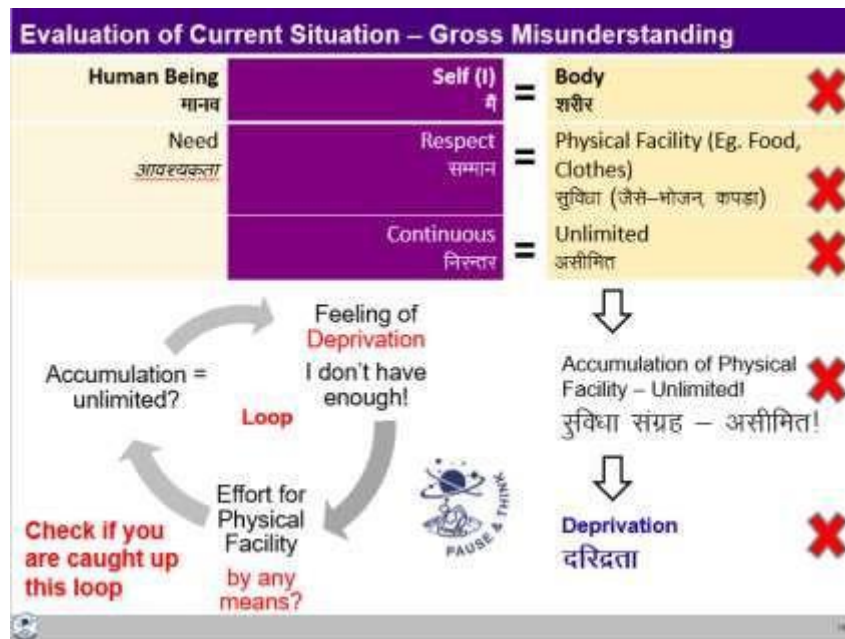 Evaluation of Current Situation – Gross Misunderstanding
Human Being
मानव
Self (I)
मैं
=
Body
शरीर
Need
आवश्यकता
Respect
सम्मान
=
Physical Facility (Eg. Food,
Clothes)
सुविधा (जैसे–भोजन, कपडा)
Continuous
निरन्तर
=
Unlimited
असीमित
Feeling of
Deprivation
I don't have
enough!
Accumulation =
unlimited?
Loop
Effort for
Physical
Facility
by any
means?
Check if you
are caught up
this loop
PAUSE & THINK
Accumulation of Physical
Facility – Unlimited!
सुविधा संग्रह – असीमित!
Deprivation
दरिद्रता